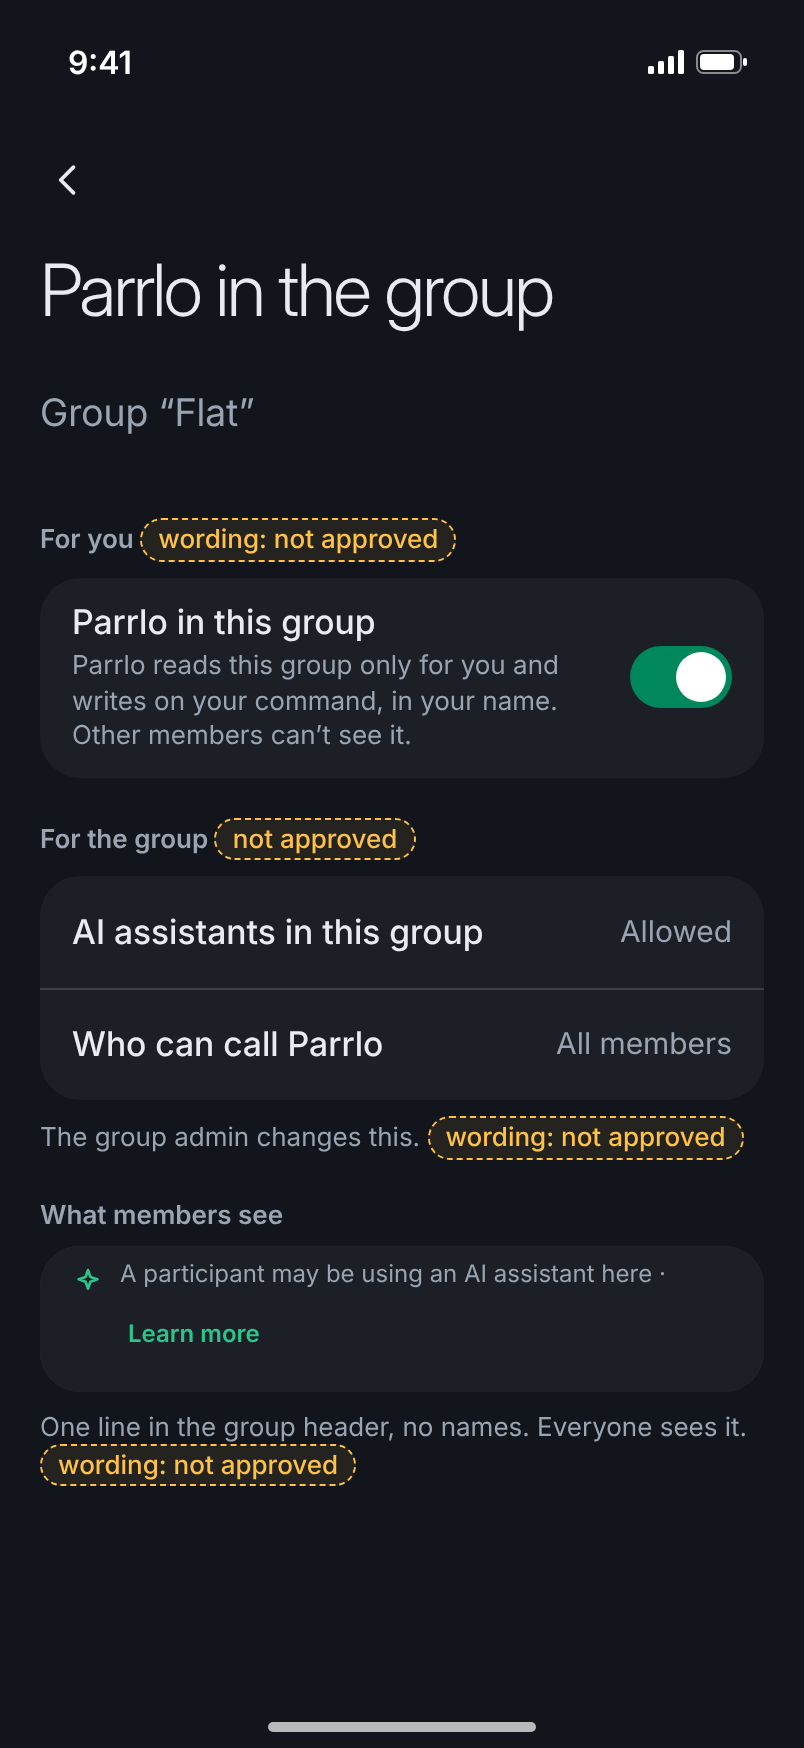 9:41
Parrlo in the group
Group “Flat”
For you wording: not approved
Parrlo in this group
Parrlo reads this group only for you and
writes on your command, in your name.
Other members can’t see it.
For the group not approved
AI assistants in this group Allowed
Who can call Parrlo All members
The group admin changes this. wording: not approved
What members see
A participant may be using an AI assistant here ·
Learn more
One line in the group header, no names. Everyone sees it.
wording: not approved